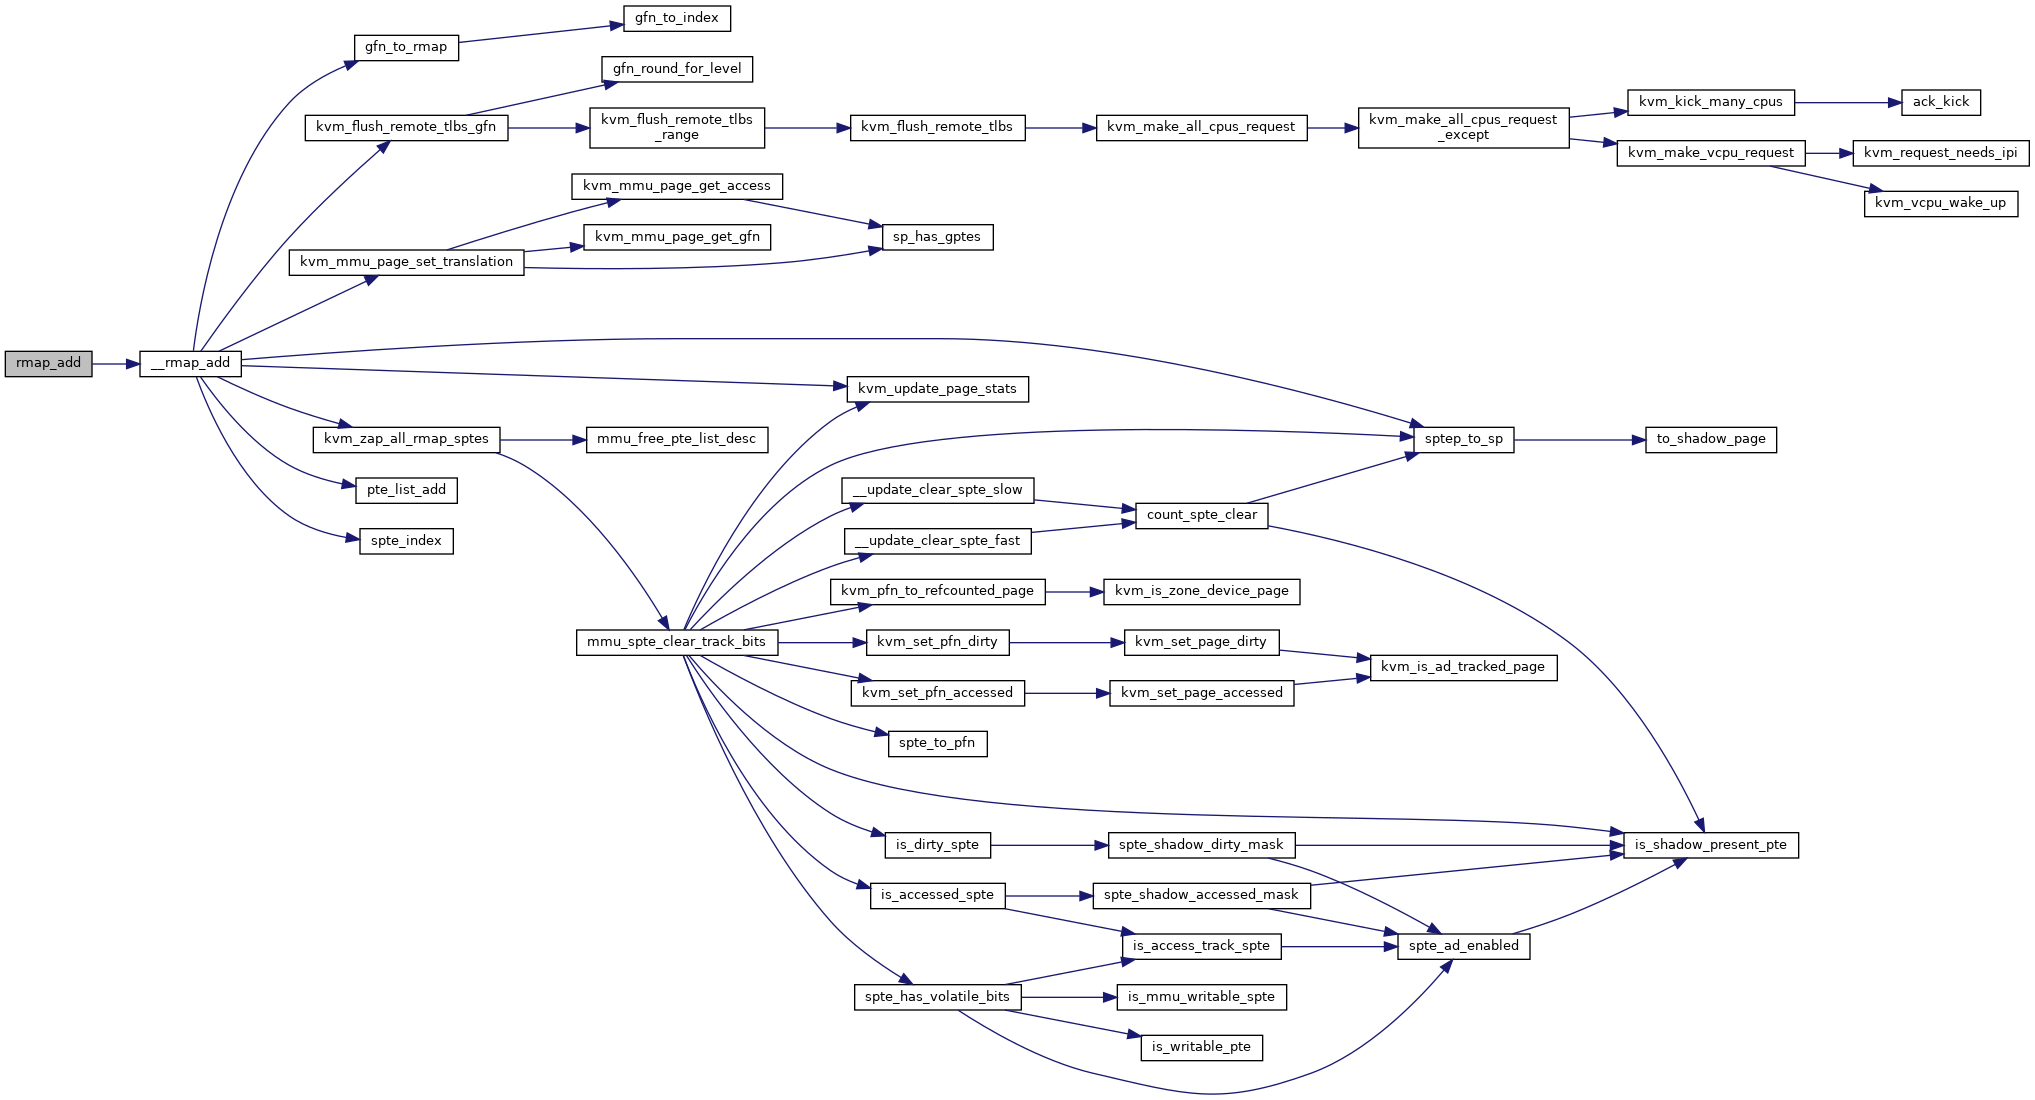 gfn_to_index
gfn_to_rmap
gfn_round_for_level
kvm_flush_remote_tlbs_gfn
kvm_flush_remote_tlbs
_range
kvm_flush_remote_tlbs
kvm_make_all_cpus_request
kvm_make_all_cpus_request
_except
kvm_kick_many_cpus
ack_kick
kvm_make_vcpu_request
kvm_request_needs_ipi
kvm_vcpu_wake_up
kvm_mmu_page_get_access
kvm_mmu_page_get_gfn
sp_has_gptes
kvm_mmu_page_set_translation
rmap_add
__rmap_add
kvm_update_page_stats
kvm_zap_all_rmap_sptes
mmu_free_pte_list_desc
sptep_to_sp
to_shadow_page
pte_list_add
__update_clear_spte_slow
count_spte_clear
spte_index
__update_clear_spte_fast
kvm_pfn_to_refcounted_page
kvm_is_zone_device_page
mmu_spte_clear_track_bits
kvm_set_pfn_dirty
kvm_set_page_dirty
kvm_is_ad_tracked_page
kvm_set_pfn_accessed
kvm_set_page_accessed
spte_to_pfn
is_dirty_spte
spte_shadow_dirty_mask
is_shadow_present_pte
is_accessed_spte
spte_shadow_accessed_mask
is_access_track_spte
spte_ad_enabled
spte_has_volatile_bits
is_mmu_writable_spte
is_writable_pte